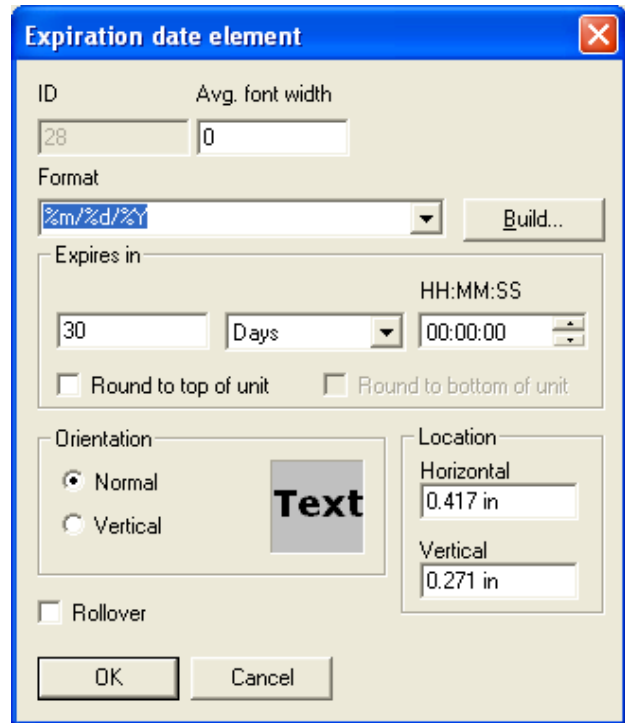 Expiration date element
ID Avg. font width
28 0
Format
%m/%d/%Y Build...
Expires in
HH:MM:SS
30 Days 00:00:00
Round to top of unit Round to bottom of unit
Orientation Location
Horizontal
Normal 0.417 in
Text
Vertical
Vertical
0.271 in
Rollover
OK Cancel